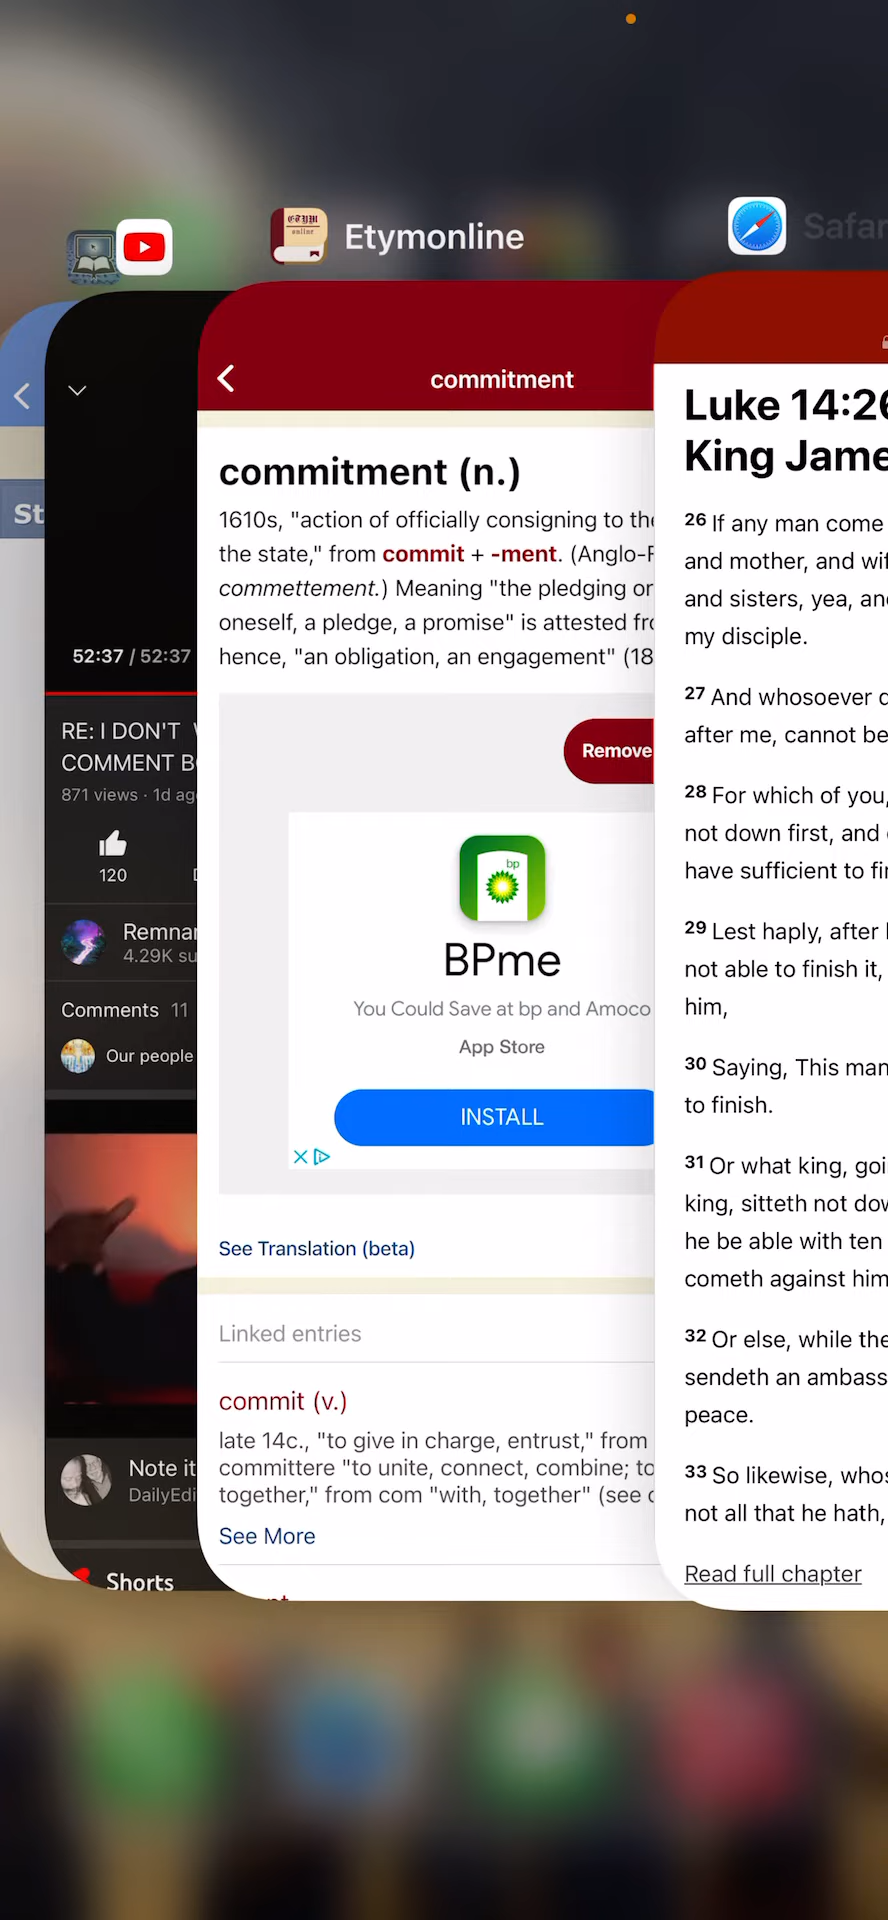 Etymonline
Safar
St
52:37 / 52:37
RE: I DON'T
COMMENT B
871 views · 1d ag
120
Remna
4.29K su
Comments 11
Our people
Note it
DailyEdi
Shorts
ETYM
online
commitment
commitment (n.)
1610s, "action of officially consigning to the
the state," from commit + -ment. (Anglo-F
commettement.) Meaning "the pledging or
oneself, a pledge, a promise" is attested fro
hence, "an obligation, an engagement" (18
Remove
bp
BPme
You Could Save at bp and Amoco
App Store
INSTALL
See Translation (beta)
Linked entries
commit (v.)
late 14c., "to give in charge, entrust," from
committere "to unite, connect, combine; to
together," from com "with, together" (see
See More
Luke 14:26
King Jame
26 If any man come
and mother, and wif
and sisters, yea, an
my disciple.
27 And whosoever
after me, cannot be
28 For which of you,
not down first, and
have sufficient to fi
29 Lest haply, after
not able to finish it,
him,
30 Saying, This man
to finish.
31 Or what king, goi
king, sitteth not dow
he be able with ten
cometh against him
32 Or else, while the
sendeth an ambass
peace.
33 So likewise, whos
not all that he hath,
Read full chapter